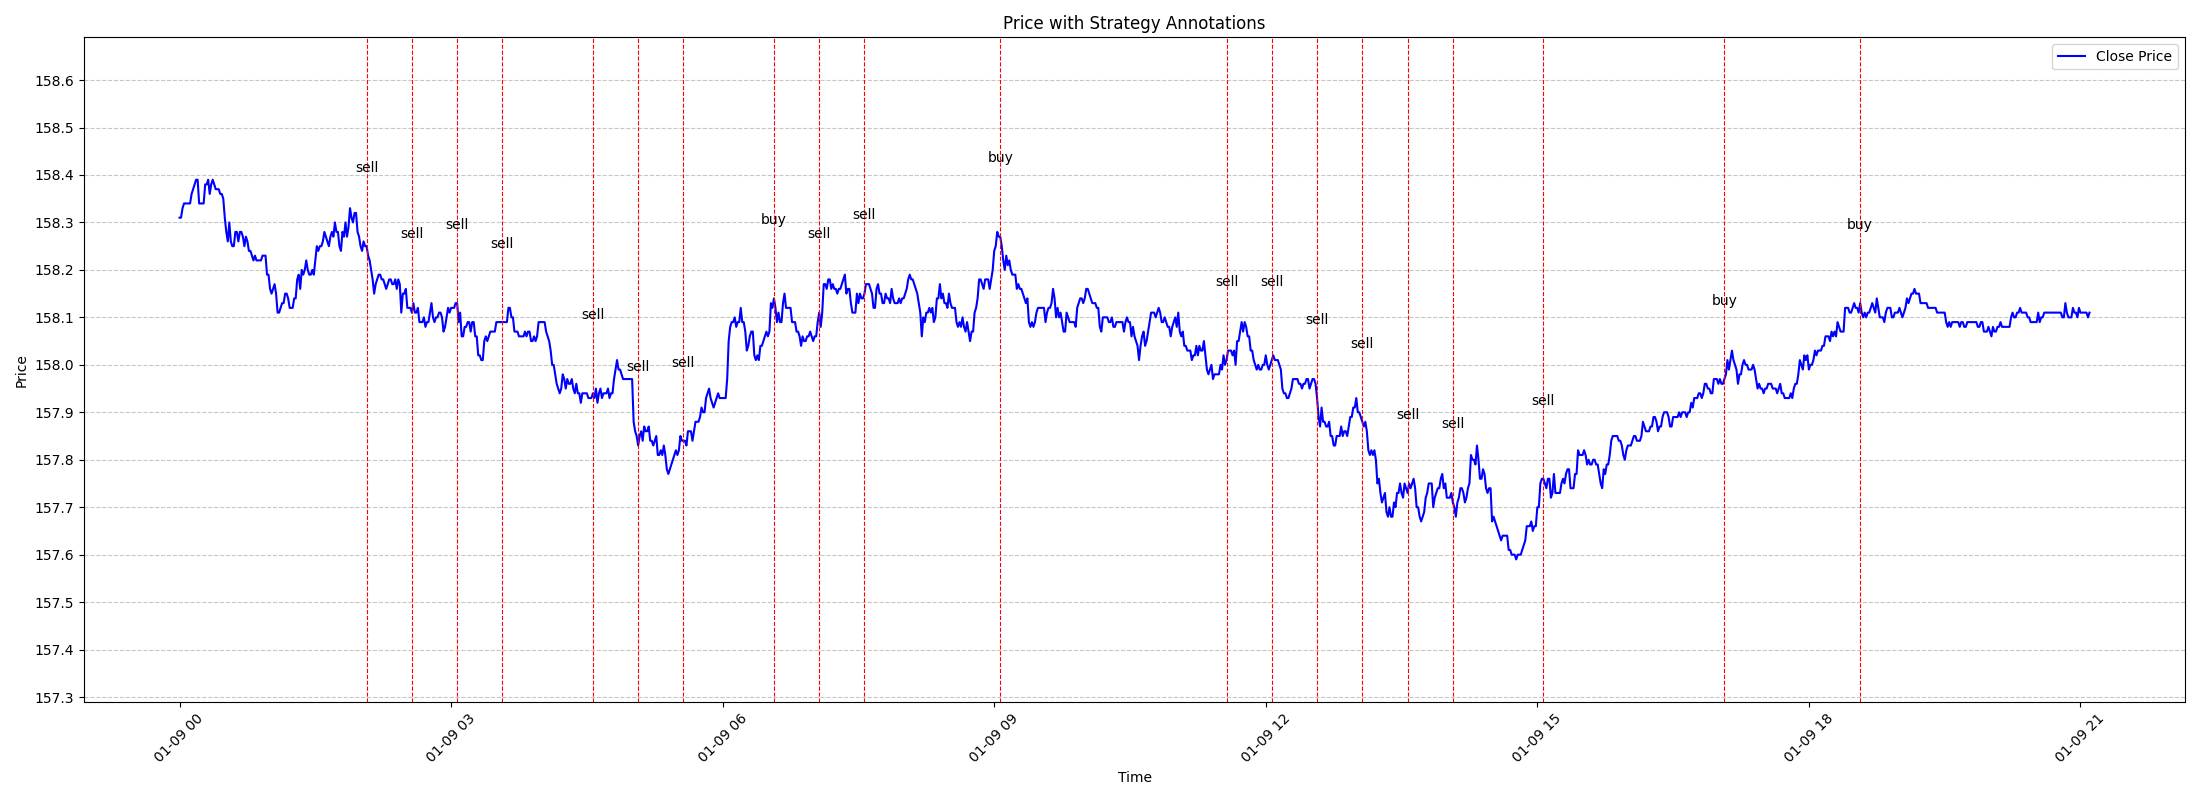 Price with Strategy Annotations
Close Price
158.6
158.5
158.4
158.3
158.2
158.1
158.0
157.9
157.8
157.7
157.6
157.5
157.4
157.3
Price
sell
sell
sell
sell
sell
sell
sell
buy
sell
sell
buy
sell
sell
sell
sell
sell
sell
sell
buy
buy
01-09 00
01-09 03
01-09 06
01-09 09
01-09 12
01-09 15
01-09 18
01-09 21
Time